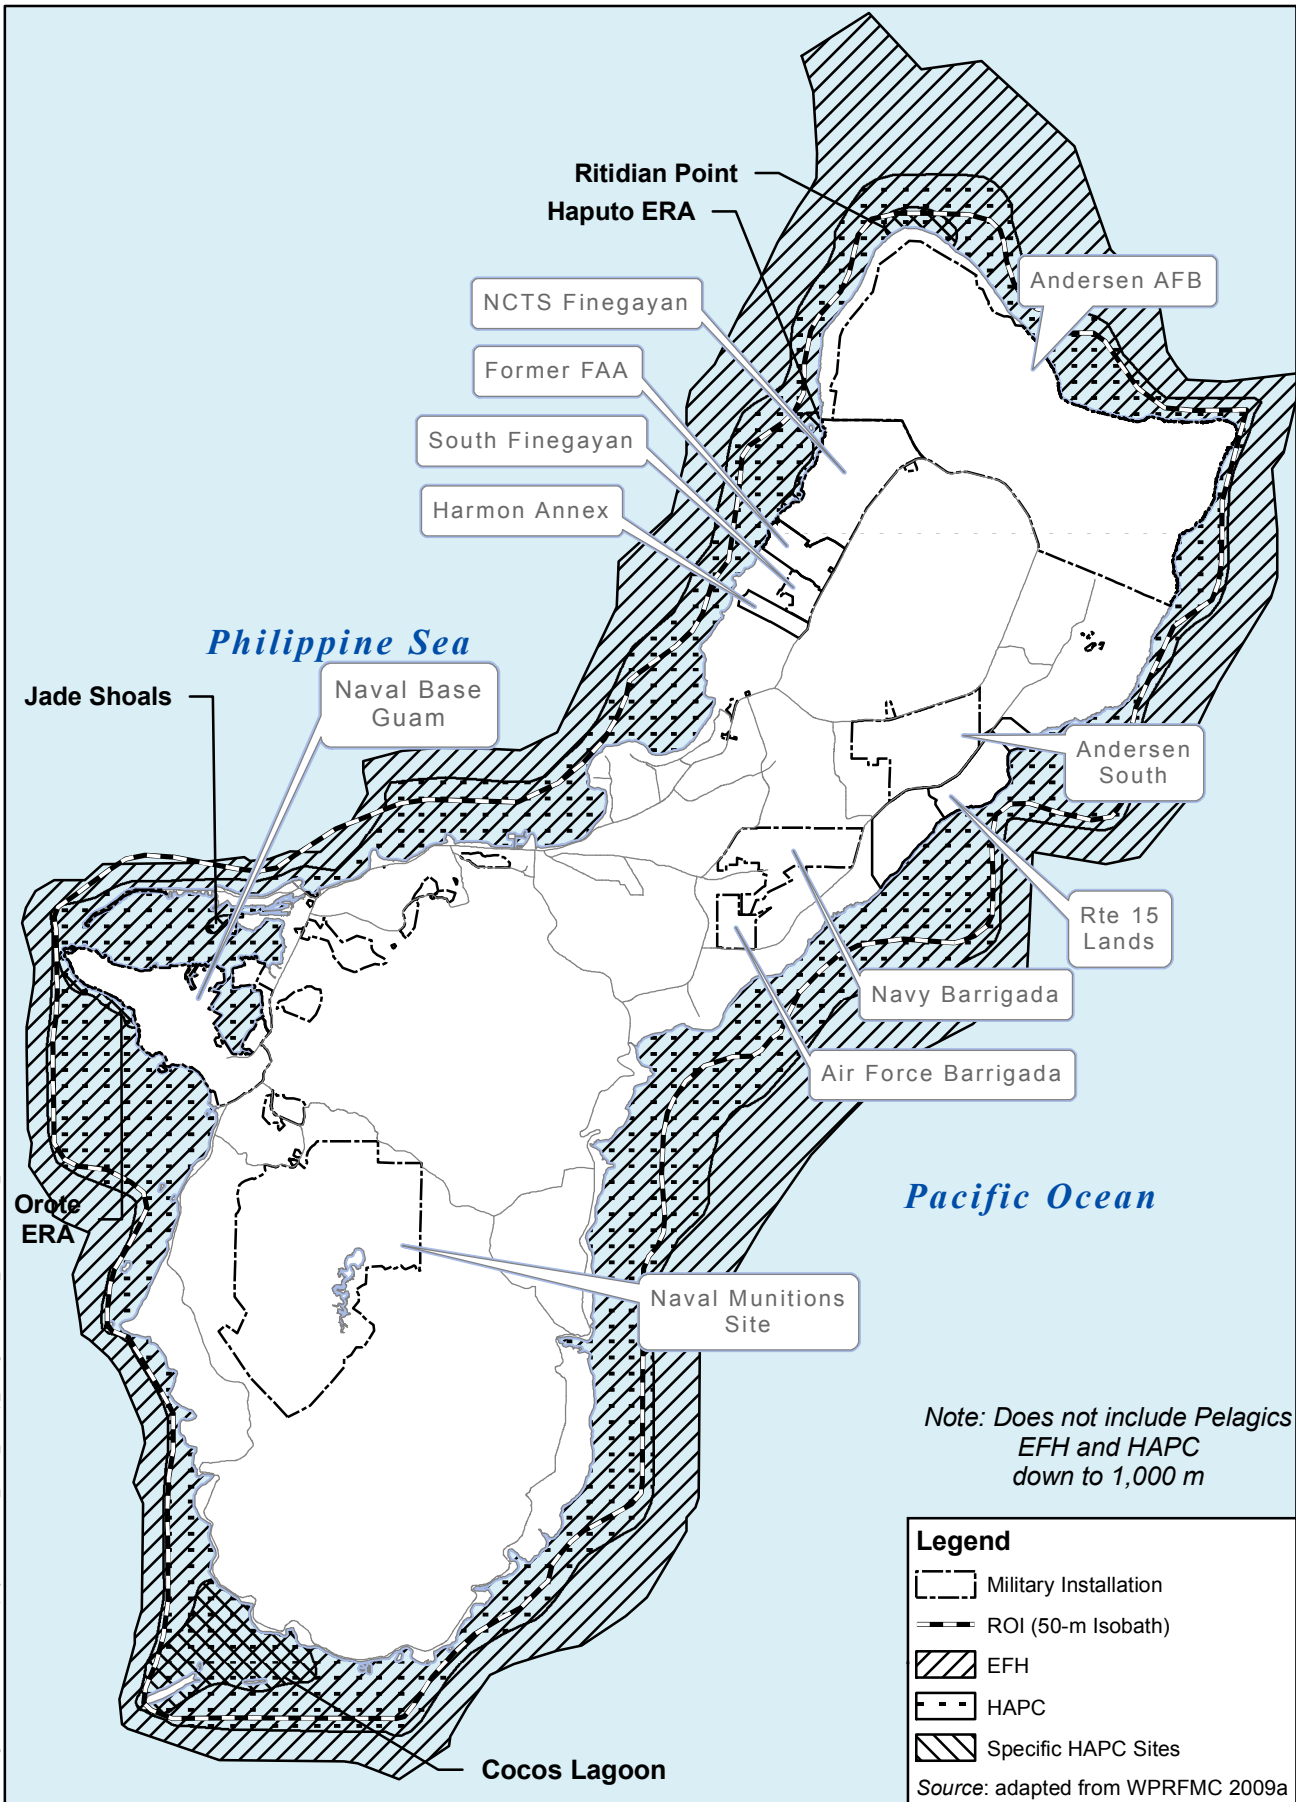 Ritidian Point
Haputo ERA
Andersen AFB
NCTS Finegayan
Former FAA
South Finegayan
Harmon Annex
Philippine Sea
Jade Shoals
Naval Base
Guam
Andersen
South
Rte 15
Lands
Navy Barrigada
Air Force Barrigada
Orote
ERA
Pacific Ocean
Naval Munitions
Site
Note: Does not include Pelagics
EFH and HAPC
down to 1,000 m
Legend
Military Installation
ROI (50-m Isobath)
EFH
HAPC
Specific HAPC Sites
Source: adapted from WPRFMC 2009a
Cocos Lagoon